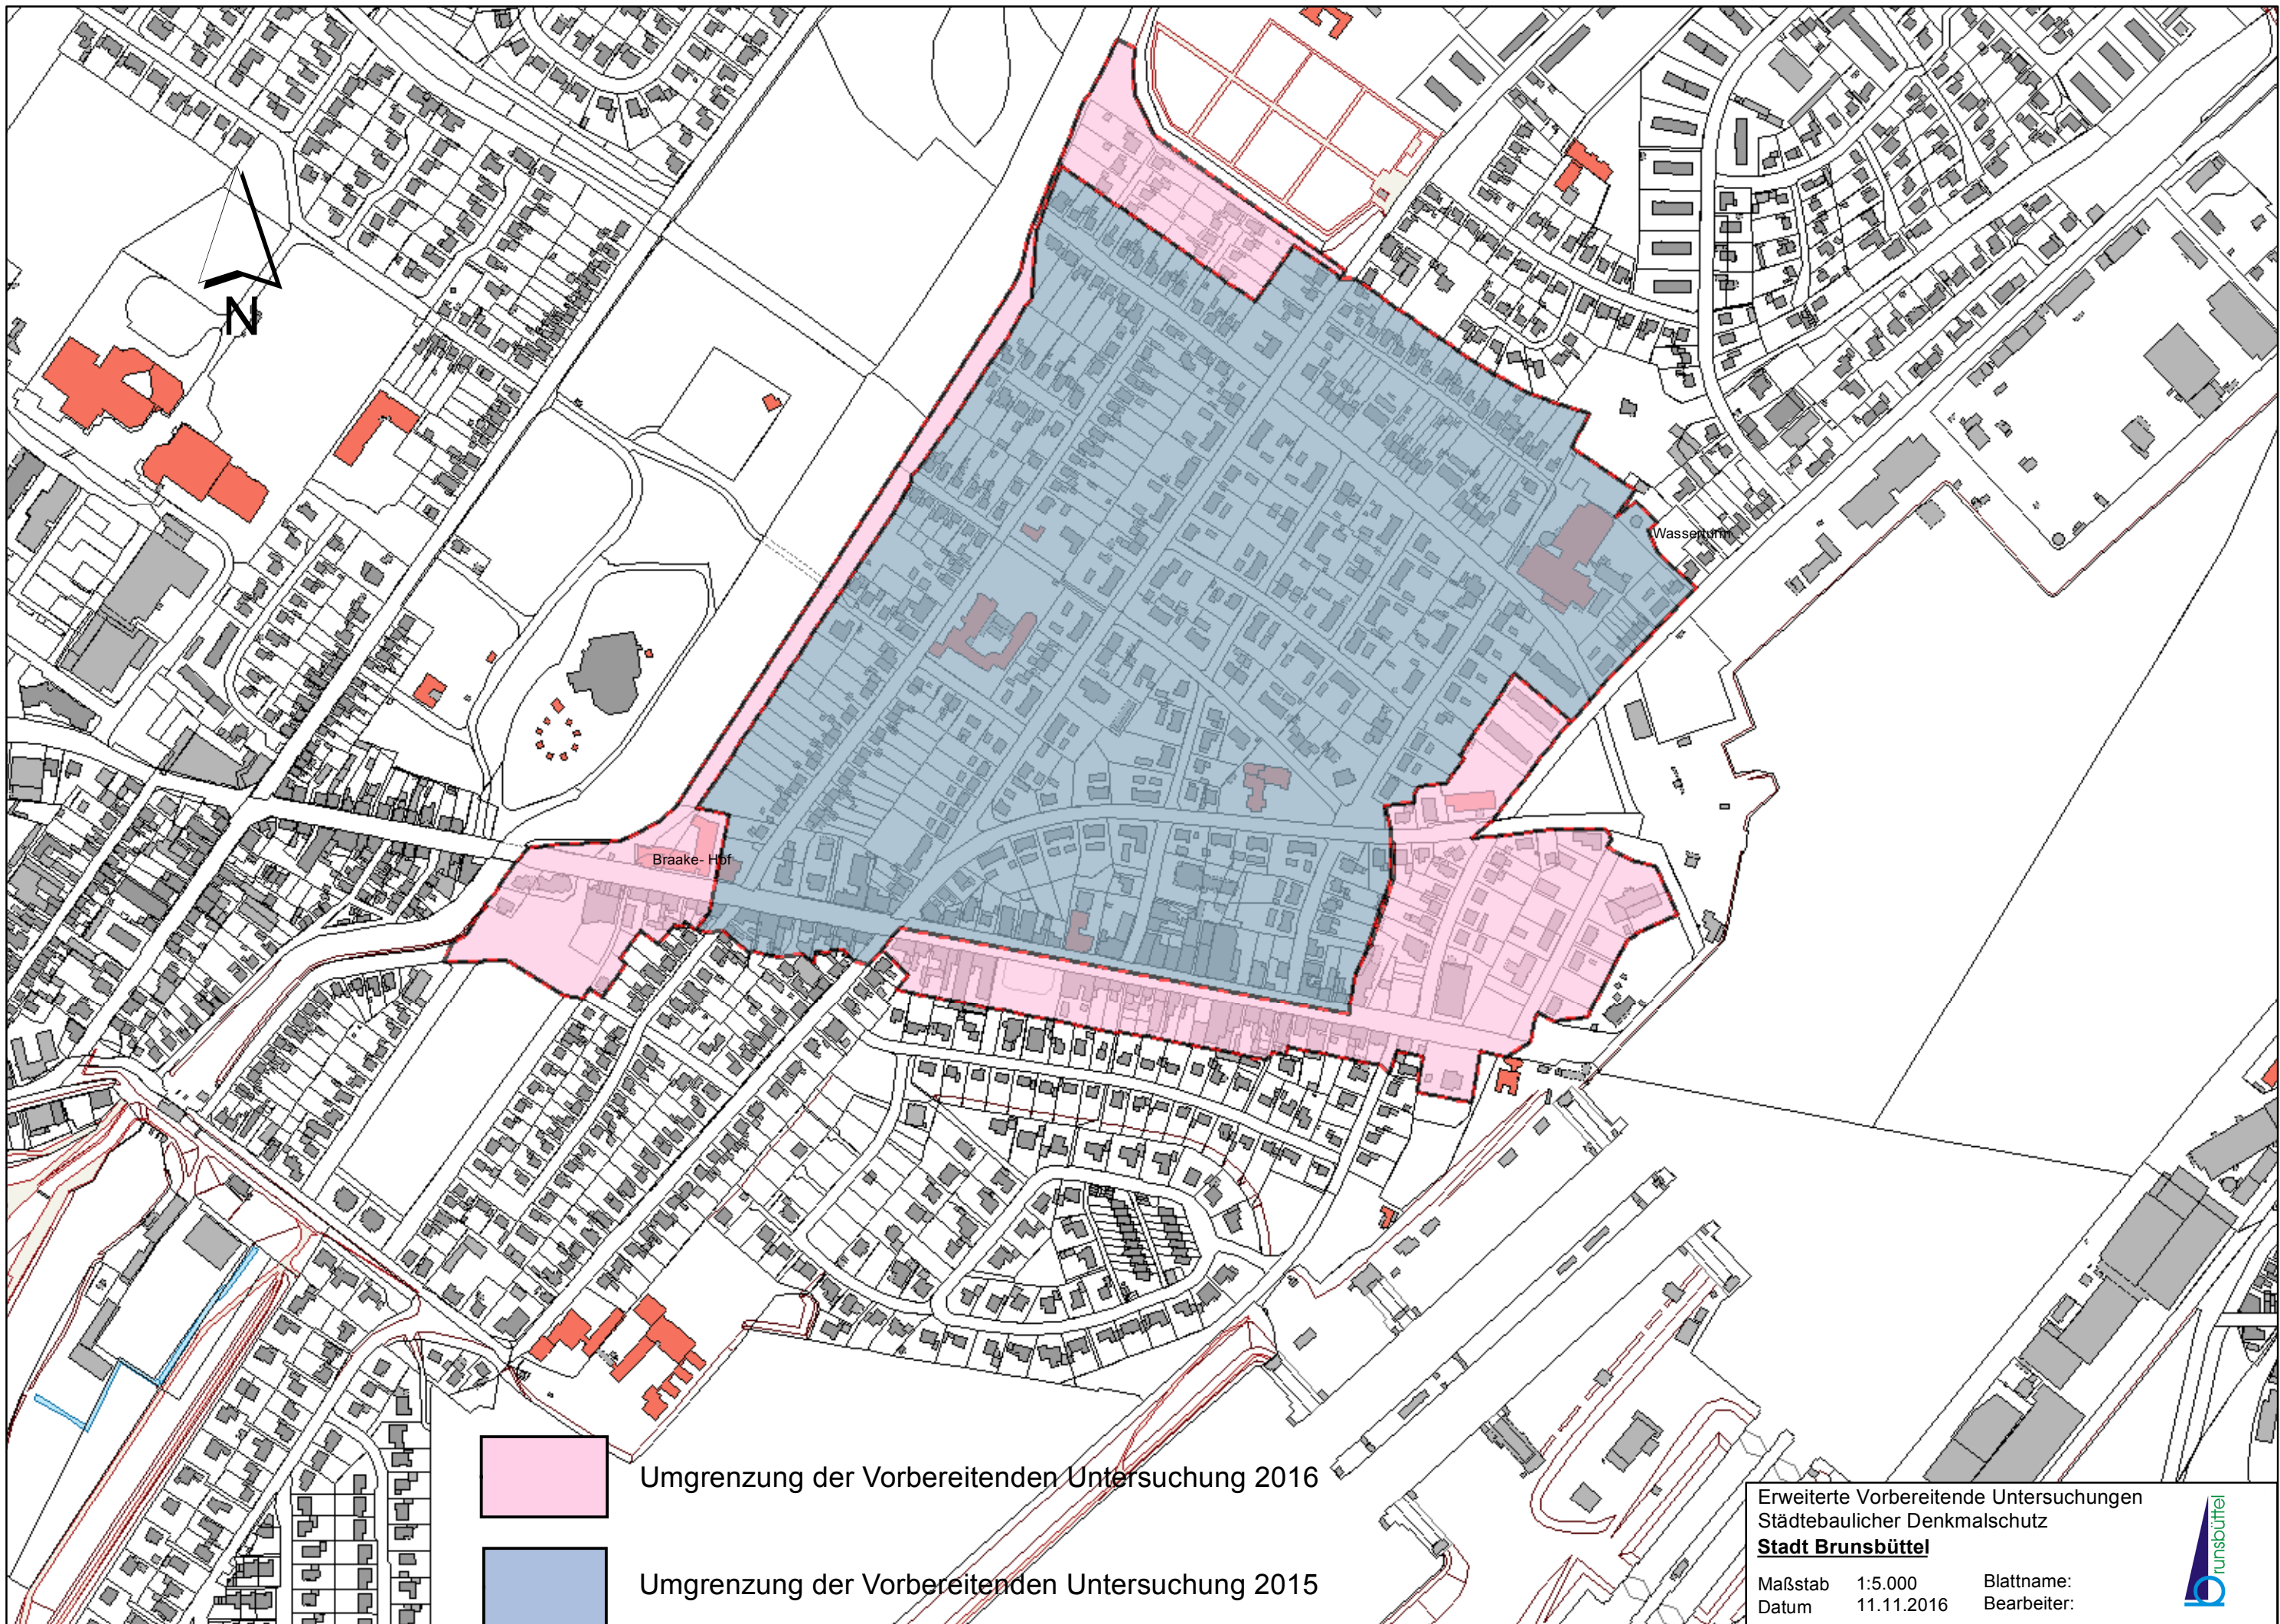 N
Wasserturm
Braake- Hof
Umgrenzung der Vorbereitenden Untersuchung 2016
Umgrenzung der Vorbereitenden Untersuchung 2015
Erweiterte Vorbereitende Untersuchungen
Städtebaulicher Denkmalschutz
Stadt Brunsbüttel
Maßstab 1:5.000 Blattname:
Datum 11.11.2016 Bearbeiter:
brunsbüttel